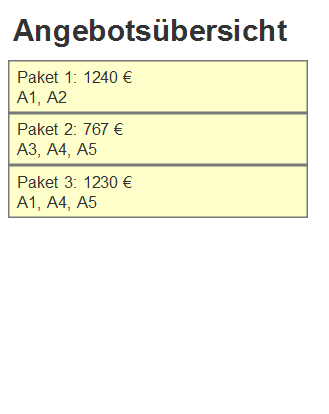 Angebotsübersicht
Paket 1: 1240 €
A1, A2
Paket 2: 767 €
A3, A4, A5
Paket 3: 1230 €
A1, A4, A5